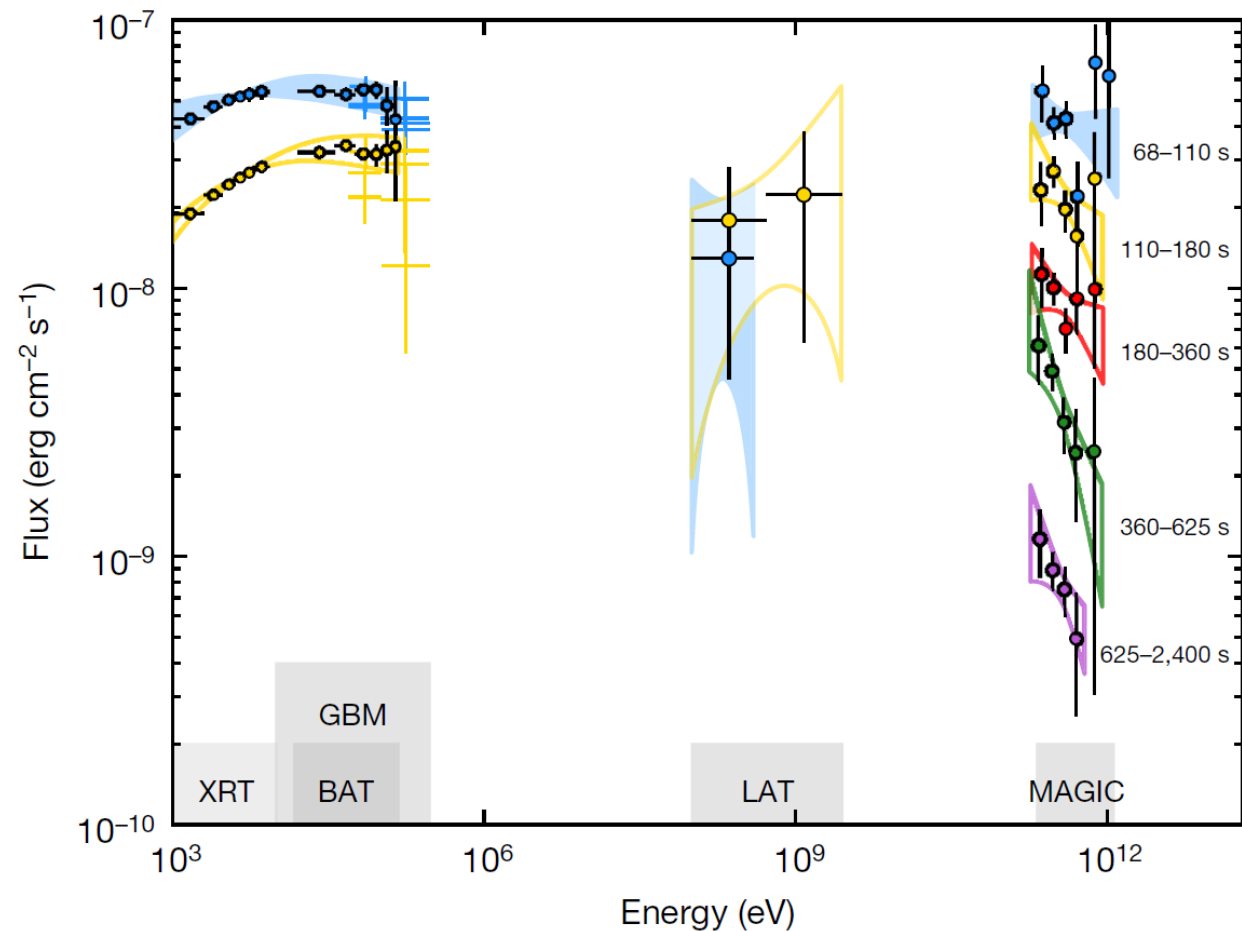 10⁻⁷
10⁻⁸
10⁻⁹
10⁻¹⁰
Flux (erg cm⁻² s⁻¹)
68–110 s
110–180 s
180–360 s
360–625 s
625–2,400 s
GBM
XRT BAT LAT MAGIC
10³ 10⁶ 10⁹ 10¹²
Energy (eV)